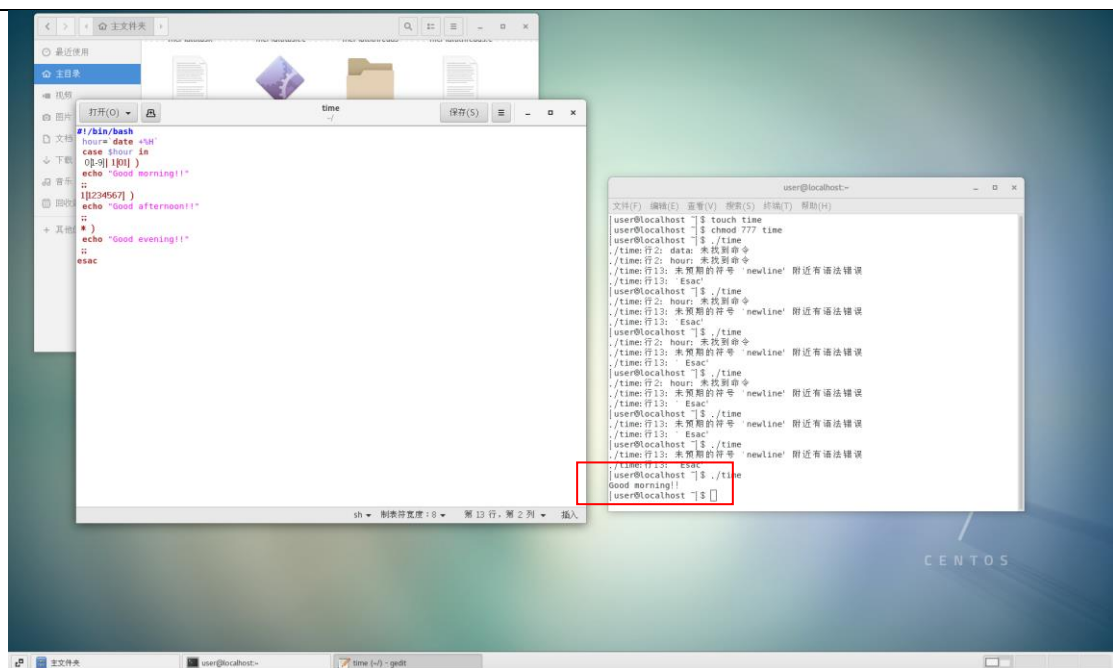 主文件夹
最近使用
主目录
视频
图片
文档
下载
音乐
打开(O)
time
~/
保存(S)
#!/bin/bash
hour=`date +%H`
case $hour in
0[1-9]| 1[01] )
echo "Good morning!!"
;;
1[1234567] )
echo "Good afternoon!!"
;;
* )
echo "Good evening!!"
;;
esac
sh
制表符宽度：8
第 13 行，第 2 列
插入
user@localhost:~
文件(F) 编辑(E) 查看(V) 搜索(S) 终端(T) 帮助(H)
[user@localhost ~]$ touch time
[user@localhost ~]$ chmod 777 time
[user@localhost ~]$ ./time
./time:行2: data: 未找到命令
./time:行2: hour: 未找到命令
./time:行13: 未预期的符号 `newline' 附近有语法错误
./time:行13: `Esac'
[user@localhost ~]$ ./time
./time:行2: hour: 未找到命令
./time:行13: 未预期的符号 `newline' 附近有语法错误
./time:行13: `Esac'
[user@localhost ~]$ ./time
./time:行2: hour: 未找到命令
./time:行13: 未预期的符号 `newline' 附近有语法错误
./time:行13: ` Esac'
[user@localhost ~]$ ./time
./time:行2: hour: 未找到命令
./time:行13: 未预期的符号 `newline' 附近有语法错误
./time:行13: ` Esac'
[user@localhost ~]$ ./time
./time:行13: 未预期的符号 `newline' 附近有语法错误
./time:行13: ` Esac'
[user@localhost ~]$ ./time
./time:行13: 未预期的符号 `newline' 附近有语法错误
./time:行13: `Esac'
[user@localhost ~]$ ./time
Good morning!!
[user@localhost ~]$
7
CENTOS
主文件夹
user@localhost:~
time (~/) - gedit